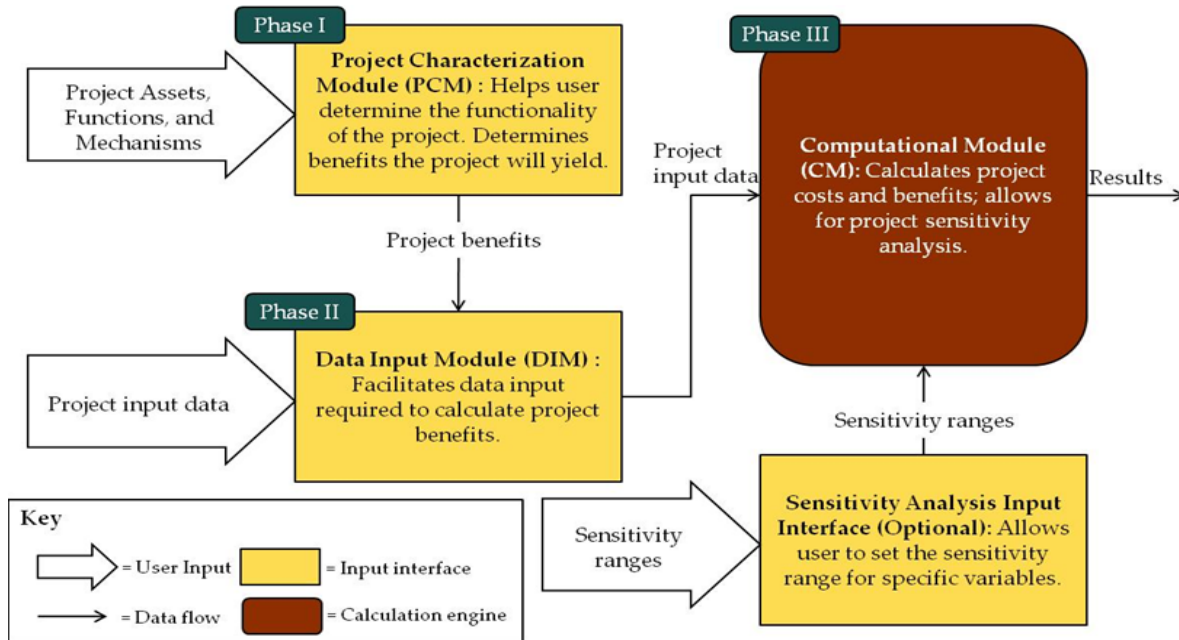 Phase I
Project Assets,
Functions, and
Mechanisms
Project Characterization
Module (PCM) : Helps user
determine the functionality
of the project. Determines
benefits the project will yield.
Project benefits
Phase II
Project input data
Data Input Module (DIM) :
Facilitates data input
required to calculate project
benefits.
Project
input data
Phase III
Computational Module
(CM): Calculates project
costs and benefits; allows
for project sensitivity
analysis.
Results
Sensitivity ranges
Sensitivity
ranges
Sensitivity Analysis Input
Interface (Optional): Allows
user to set the sensitivity
range for specific variables.
Key
= User Input
= Input interface
= Data flow
= Calculation engine